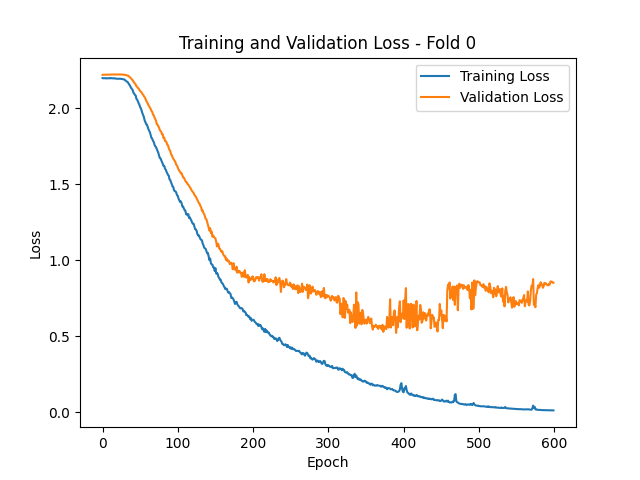 Training and Validation Loss - Fold 0
Training Loss
Validation Loss
Loss
2.0
1.5
1.0
0.5
0.0
0 100 200 300 400 500 600
Epoch